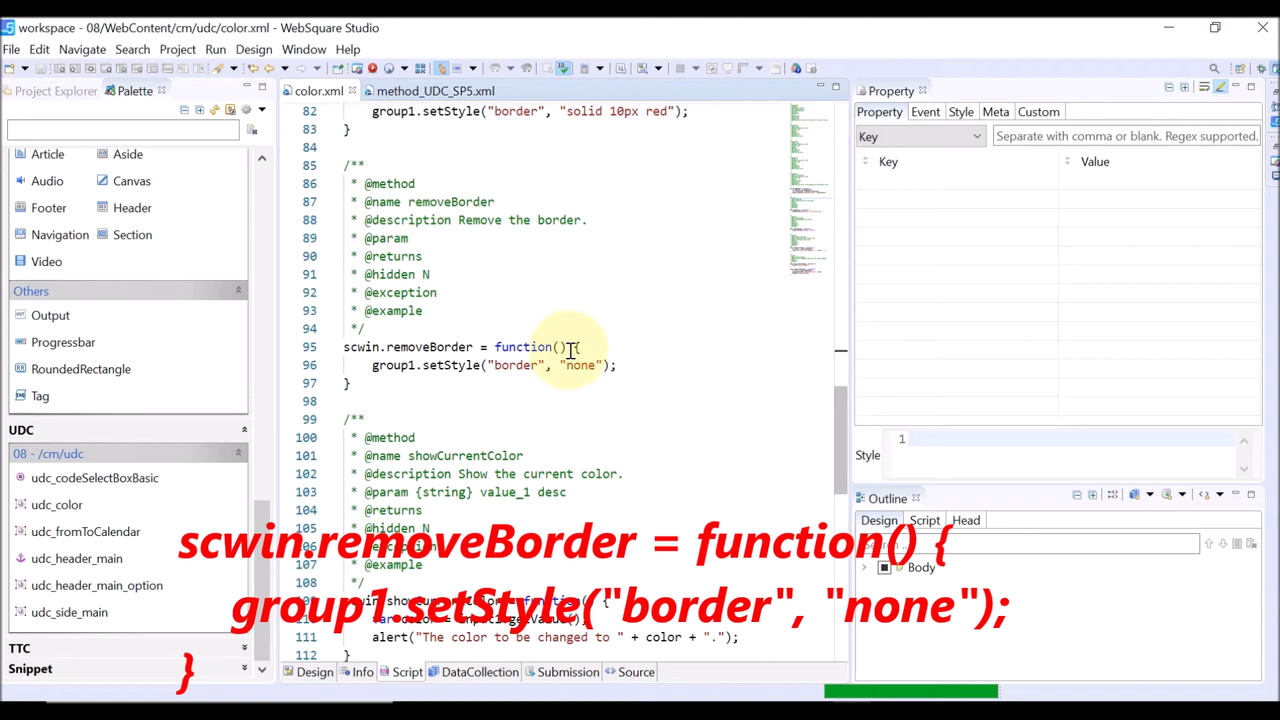 workspace - 08/WebContent/cm/udc/color.xml - WebSquare Studio
File Edit Navigate Search Project Run Design Window Help
Project Explorer Palette
color.xml method_UDC_SP5.xml
Property
Property Event Style Meta Custom
Key Separate with comma or blank. Regex supported.
Key Value
Article Aside
Audio Canvas
Footer Header
Navigation Section
Video
Others
Output
Progressbar
RoundedRectangle
Tag
UDC
08 - /cm/udc
udc_codeSelectBoxBasic
udc_color
udc_fromToCalendar
udc_header_main
udc_header_main_option
udc_side_main
TTC
Snippet
82 group1.setStyle("border", "solid 10px red");
83 }
84
85 /**
86 * @method
87 * @name removeBorder
88 * @description Remove the border.
89 * @param
90 * @returns
91 * @hidden N
92 * @exception
93 * @example
94 */
95 scwin.removeBorder = function() {
96 group1.setStyle("border", "none");
97 }
98
99 /**
100 * @method
101 * @name showCurrentColor
102 * @description Show the current color.
103 * @param {string} value_1 desc
104 * @returns
105 * @hidden N
107 * @example
108 */
111 alert("The color to be changed to " + color + ".");
112 }
scwin.removeBorder = function() {
group1.setStyle("border", "none");
}
Style 1
Outline
Design Script Head
Body
Design Info Script DataCollection Submission Source